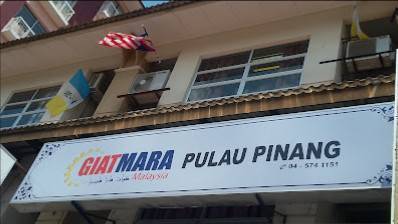 GIATMARA PULAU PINANG
Malaysia
04 - 574 1151